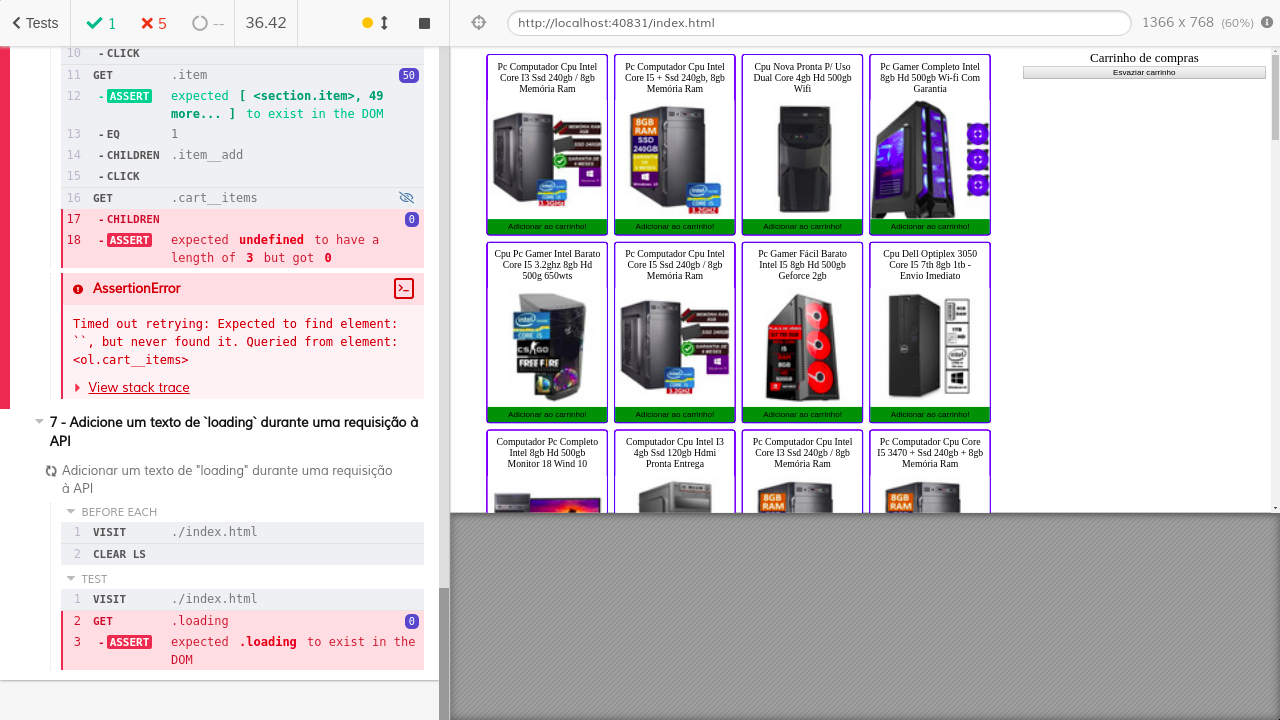 Tests
1
5
--
36.42
http://localhost:40831/index.html
1366 x 768 (60%)
10 -CLICK
11 GET .item 50
12 -ASSERT expected [ <section.item>, 49
more... ] to exist in the DOM
13 -EQ 1
14 -CHILDREN .item__add
15 -CLICK
16 GET .cart__items
17 -CHILDREN 0
18 -ASSERT expected undefined to have a
length of 3 but got 0
AssertionError
Timed out retrying: Expected to find element:
, but never found it. Queried from element:
<ol.cart__items>
View stack trace
7 - Adicione um texto de `loading` durante uma requisição à
API
Adicionar um texto de "loading" durante uma requisição
à API
BEFORE EACH
1 VISIT ./index.html
2 CLEAR LS
TEST
1 VISIT ./index.html
2 GET .loading 0
3 -ASSERT expected .loading to exist in the
DOM
Pc Computador Cpu Intel
Core I3 Ssd 240gb / 8gb
Memória Ram
Adicionar ao carrinho!
Pc Computador Cpu Intel
Core I5 + Ssd 240gb, 8gb
Memória Ram
8GB
RAM
SSD
240GB
Adicionar ao carrinho!
Cpu Nova Pronta P/ Uso
Dual Core 4gb Hd 500gb
Wifi
Adicionar ao carrinho!
Pc Gamer Completo Intel
8gb Hd 500gb Wi-fi Com
Garantia
Adicionar ao carrinho!
Cpu Pc Gamer Intel Barato
Core I5 3.2ghz 8gb Hd
500g 650wts
CS:GO
FREE FIRE
Adicionar ao carrinho!
Pc Computador Cpu Intel
Core I5 Ssd 240gb / 8gb
Memória Ram
Adicionar ao carrinho!
Pc Gamer Fácil Barato
Intel I5 8gb Hd 500gb
Geforce 2gb
Adicionar ao carrinho!
Cpu Dell Optiplex 3050
Core I5 7th 8gb 1tb -
Envio Imediato
Adicionar ao carrinho!
Computador Pc Completo
Intel 8gb Hd 500gb
Monitor 18 Wind 10
Computador Cpu Intel I3
4gb Ssd 120gb Hdmi
Pronta Entrega
Pc Computador Cpu Intel
Core I3 Ssd 240gb / 8gb
Memória Ram
8GB
RAM
Pc Computador Cpu Core
I5 3470 + Ssd 240gb + 8gb
Memória Ram
8GB
RAM
Carrinho de compras
Esvaziar carrinho